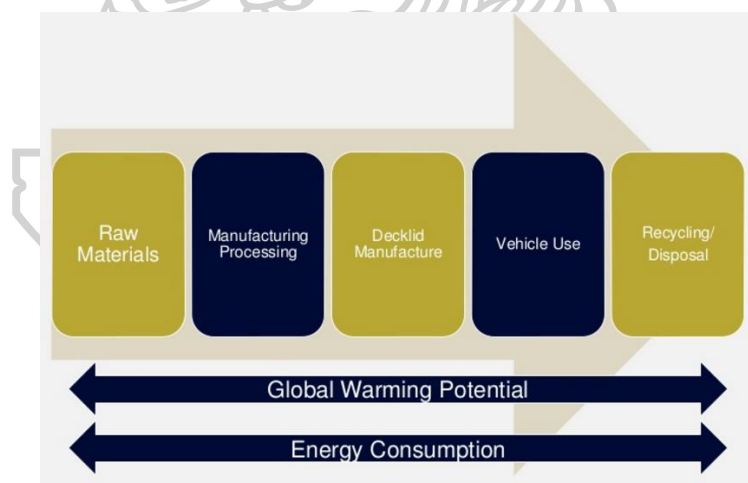 Raw
Materials
Manufacturing
Processing
Decklid
Manufacture
Vehicle Use
Recycling/
Disposal
Global Warming Potential
Energy Consumption